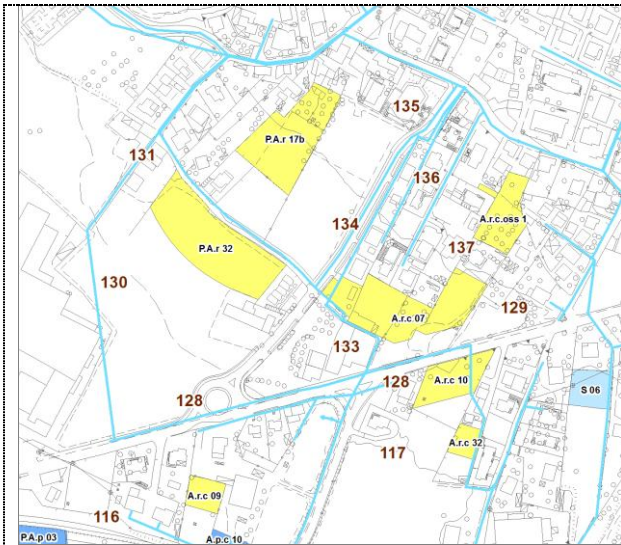 135
P.A.r 17b
131
136
A.r.c.oss 1
134
P.A.r 32
137
130
129
A.r.c 07
133
128
A.r.c 10
S 06
128
A.r.c 32
117
A.r.c 09
116
P.A.p 03
A.p.c 10